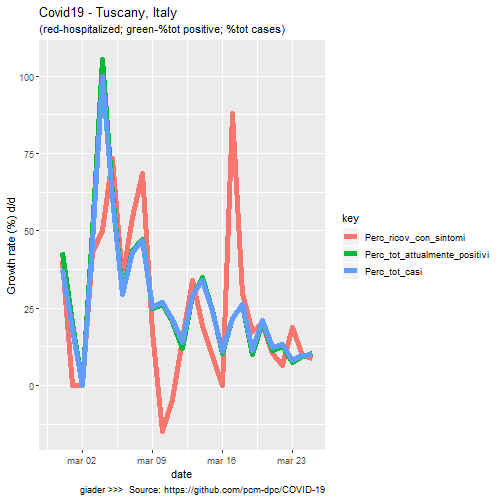 Covid19 - Tuscany, Italy
(red-hospitalized; green-%tot positive; %tot cases)
Growth rate (%) d/d
100
75
50
25
0
mar 02
mar 09
mar 16
mar 23
date
key
Perc_ricov_con_sintomi
Perc_tot_attualmente_positivi
Perc_tot_casi
giader >>> Source: https://github.com/pcm-dpc/COVID-19